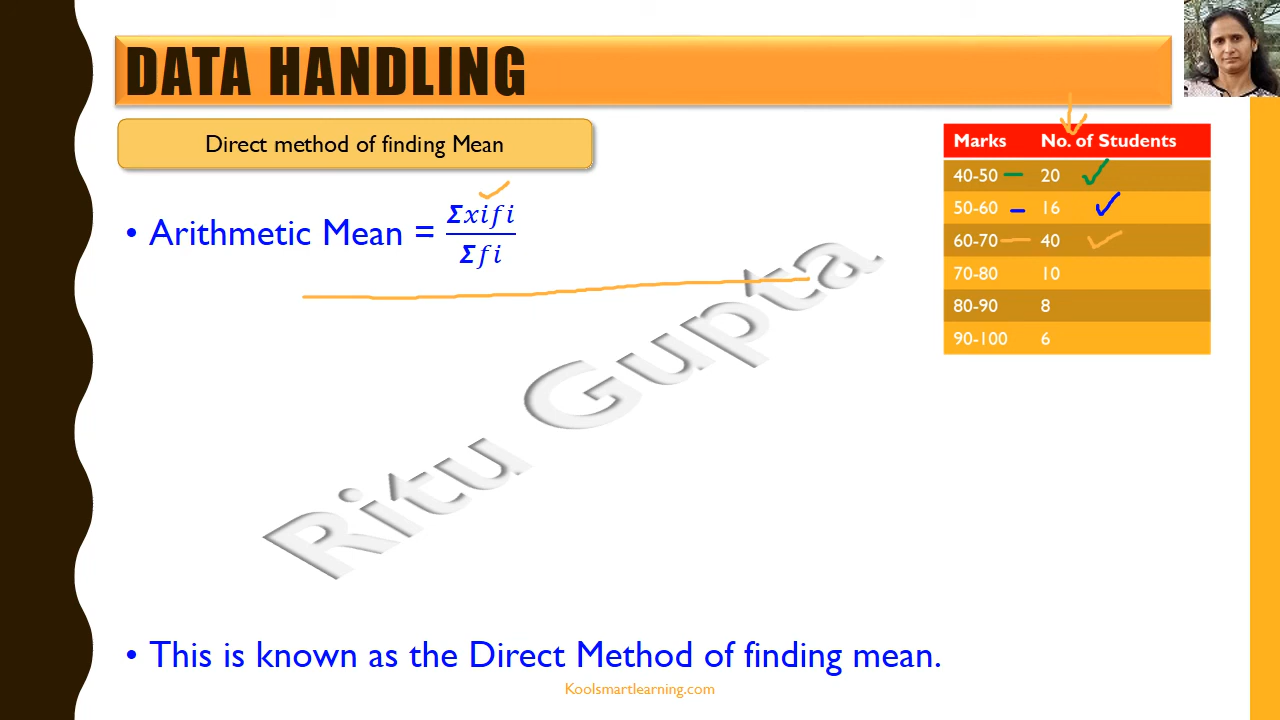 DATA HANDLING
Direct method of finding Mean
• Arithmetic Mean = Σxifi / Σfi
Marks No. of Students
40-50 20
50-60 16
60-70 40
70-80 10
80-90 8
90-100 6
Ritu Gupta
• This is known as the Direct Method of finding mean.
Koolsmartlearning.com